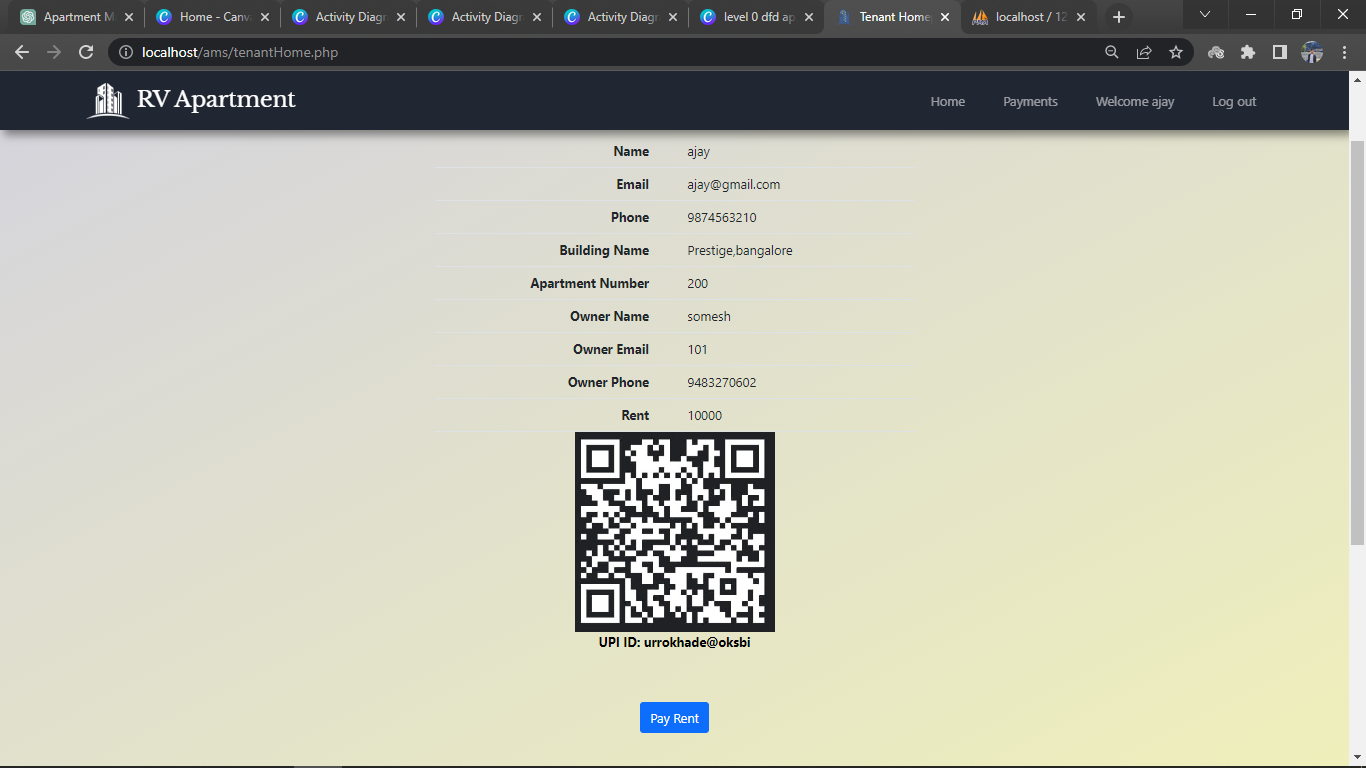 Apartment M
Home - Canv
Activity Diagr
Activity Diagr
Activity Diagr
level 0 dfd ap
Tenant Home
localhost / 12
localhost/ams/tenantHome.php
RV Apartment
Home
Payments
Welcome ajay
Log out
Name ajay
Email ajay@gmail.com
Phone 9874563210
Building Name Prestige,bangalore
Apartment Number 200
Owner Name somesh
Owner Email 101
Owner Phone 9483270602
Rent 10000
UPI ID: urrokhade@oksbi
Pay Rent